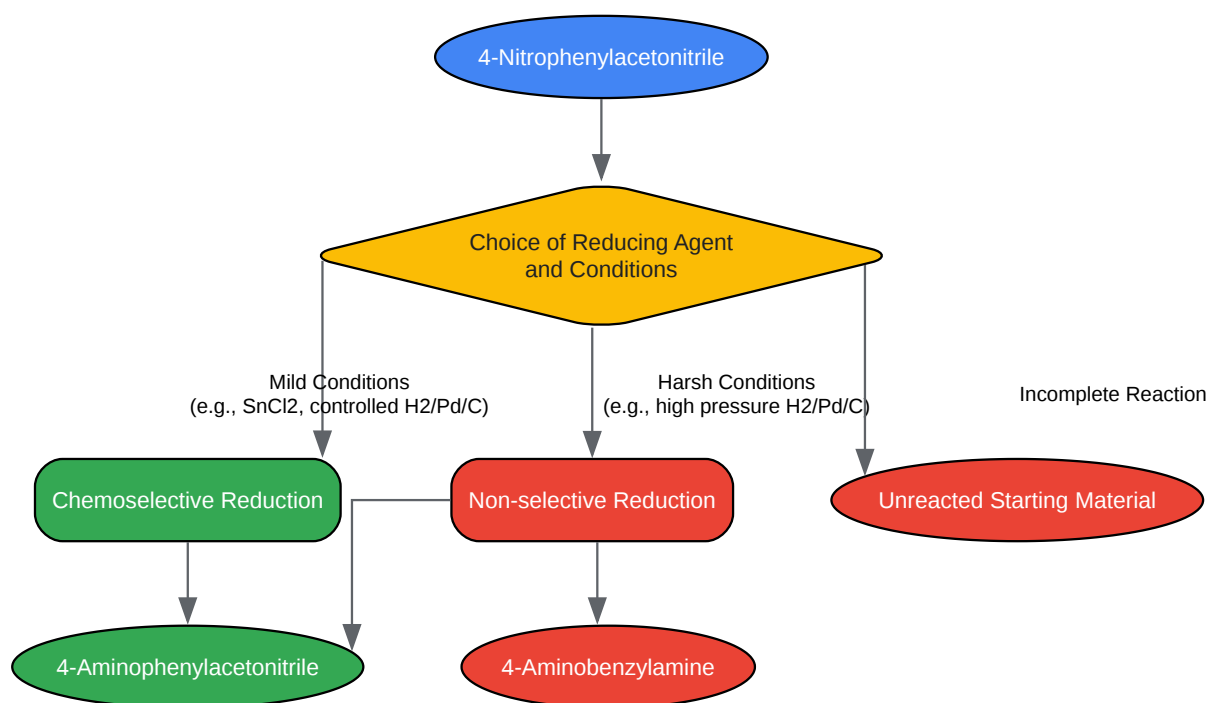 4-Nitrophenylacetonitrile
Choice of Reducing Agent
and Conditions
Mild Conditions
(e.g., SnCl2, controlled H2/Pd/C)
Harsh Conditions
(e.g., high pressure H2/Pd/C)
Incomplete Reaction
Chemoselective Reduction
Non-selective Reduction
Unreacted Starting Material
4-Aminophenylacetonitrile
4-Aminobenzylamine